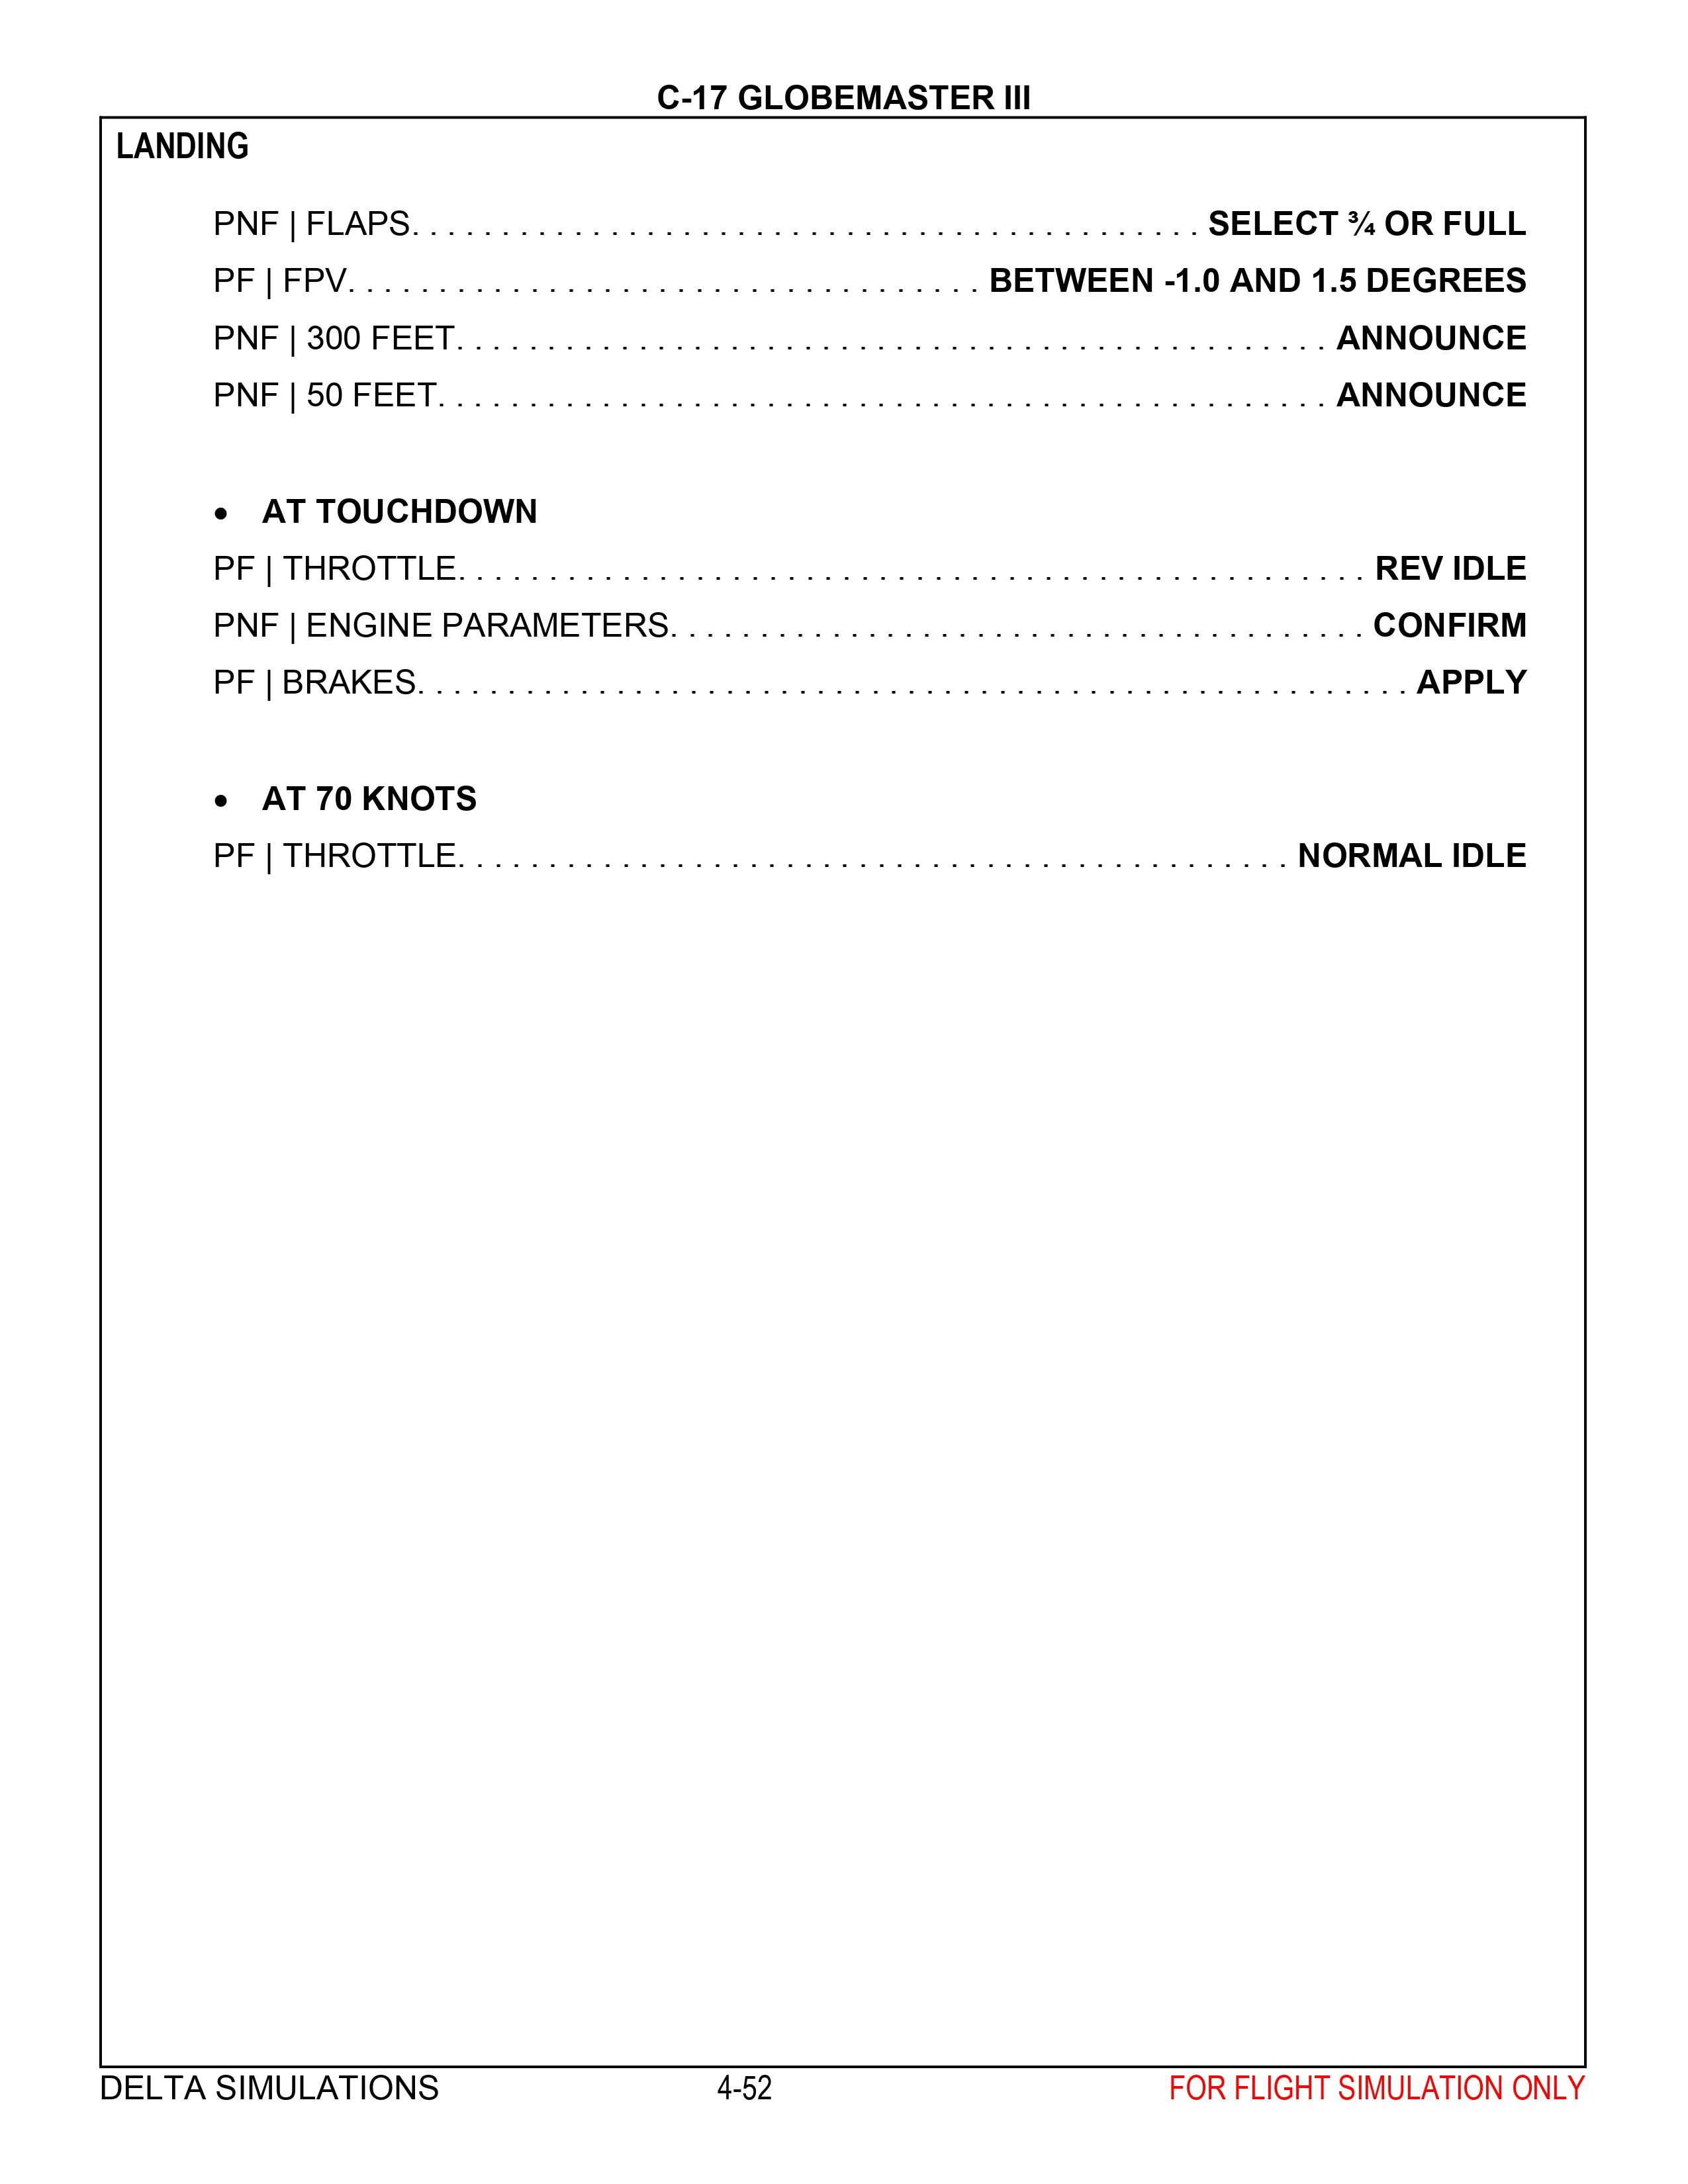 C-17 GLOBEMASTER III
LANDING
PNF | FLAPS. . . . . . . . . . . . . . . . . . . . . . . . . . . . . . . . . . . . . . . . . . . SELECT ¾ OR FULL
PF | FPV. . . . . . . . . . . . . . . . . . . . . . . . . . . . . . . . . . . BETWEEN -1.0 AND 1.5 DEGREES
PNF | 300 FEET. . . . . . . . . . . . . . . . . . . . . . . . . . . . . . . . . . . . . . . . . . . . . . . . ANNOUNCE
PNF | 50 FEET. . . . . . . . . . . . . . . . . . . . . . . . . . . . . . . . . . . . . . . . . . . . . . . . . ANNOUNCE
• AT TOUCHDOWN
PF | THROTTLE. . . . . . . . . . . . . . . . . . . . . . . . . . . . . . . . . . . . . . . . . . . . . . . . . . REV IDLE
PNF | ENGINE PARAMETERS. . . . . . . . . . . . . . . . . . . . . . . . . . . . . . . . . . . . . . CONFIRM
PF | BRAKES. . . . . . . . . . . . . . . . . . . . . . . . . . . . . . . . . . . . . . . . . . . . . . . . . . . . . . APPLY
• AT 70 KNOTS
PF | THROTTLE. . . . . . . . . . . . . . . . . . . . . . . . . . . . . . . . . . . . . . . . . . . . . . NORMAL IDLE
DELTA SIMULATIONS 4-52 FOR FLIGHT SIMULATION ONLY